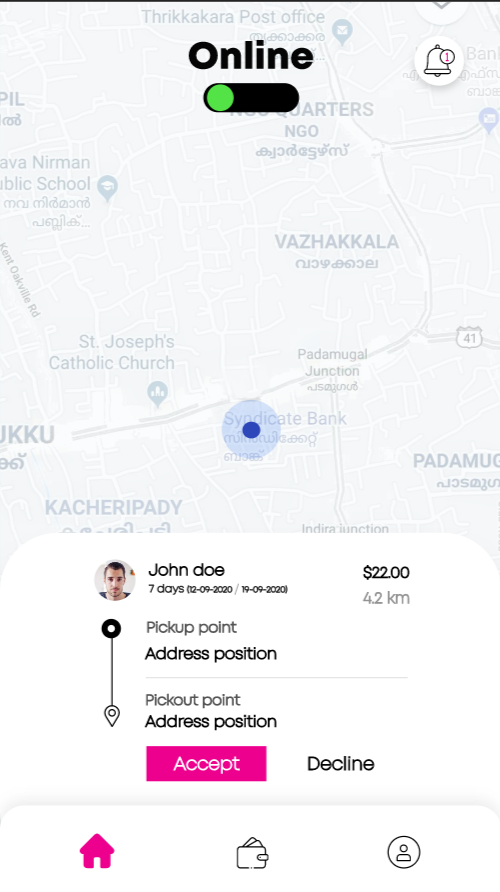 Thrikkakara Post office
തൃക്കാക്കര
Online
1
Bank
ബാങ്ക്
PIL
NGO QUARTERS
NGO
ക്വാർട്ടേഴ്സ്
ava Nirman
ublic School
നവ നിർമാൻ
പബ്ലിക്...
VAZHAKKALA
വാഴക്കാല
Kent Oakville Rd
St. Joseph's
Catholic Church
Padamugal
Junction
പടമുഗൾ
41
Syndicate Bank
സിൻഡിക്കേറ്റ്
ബാങ്ക്
UKKU
ക്ക്
PADAMUG
പാടാമുഗ
KACHERIPADY
Indira junction
John doe
7 days (12-09-2020 / 19-09-2020)
$22.00
4.2 km
Pickup point
Address position
Pickout point
Address position
Accept
Decline